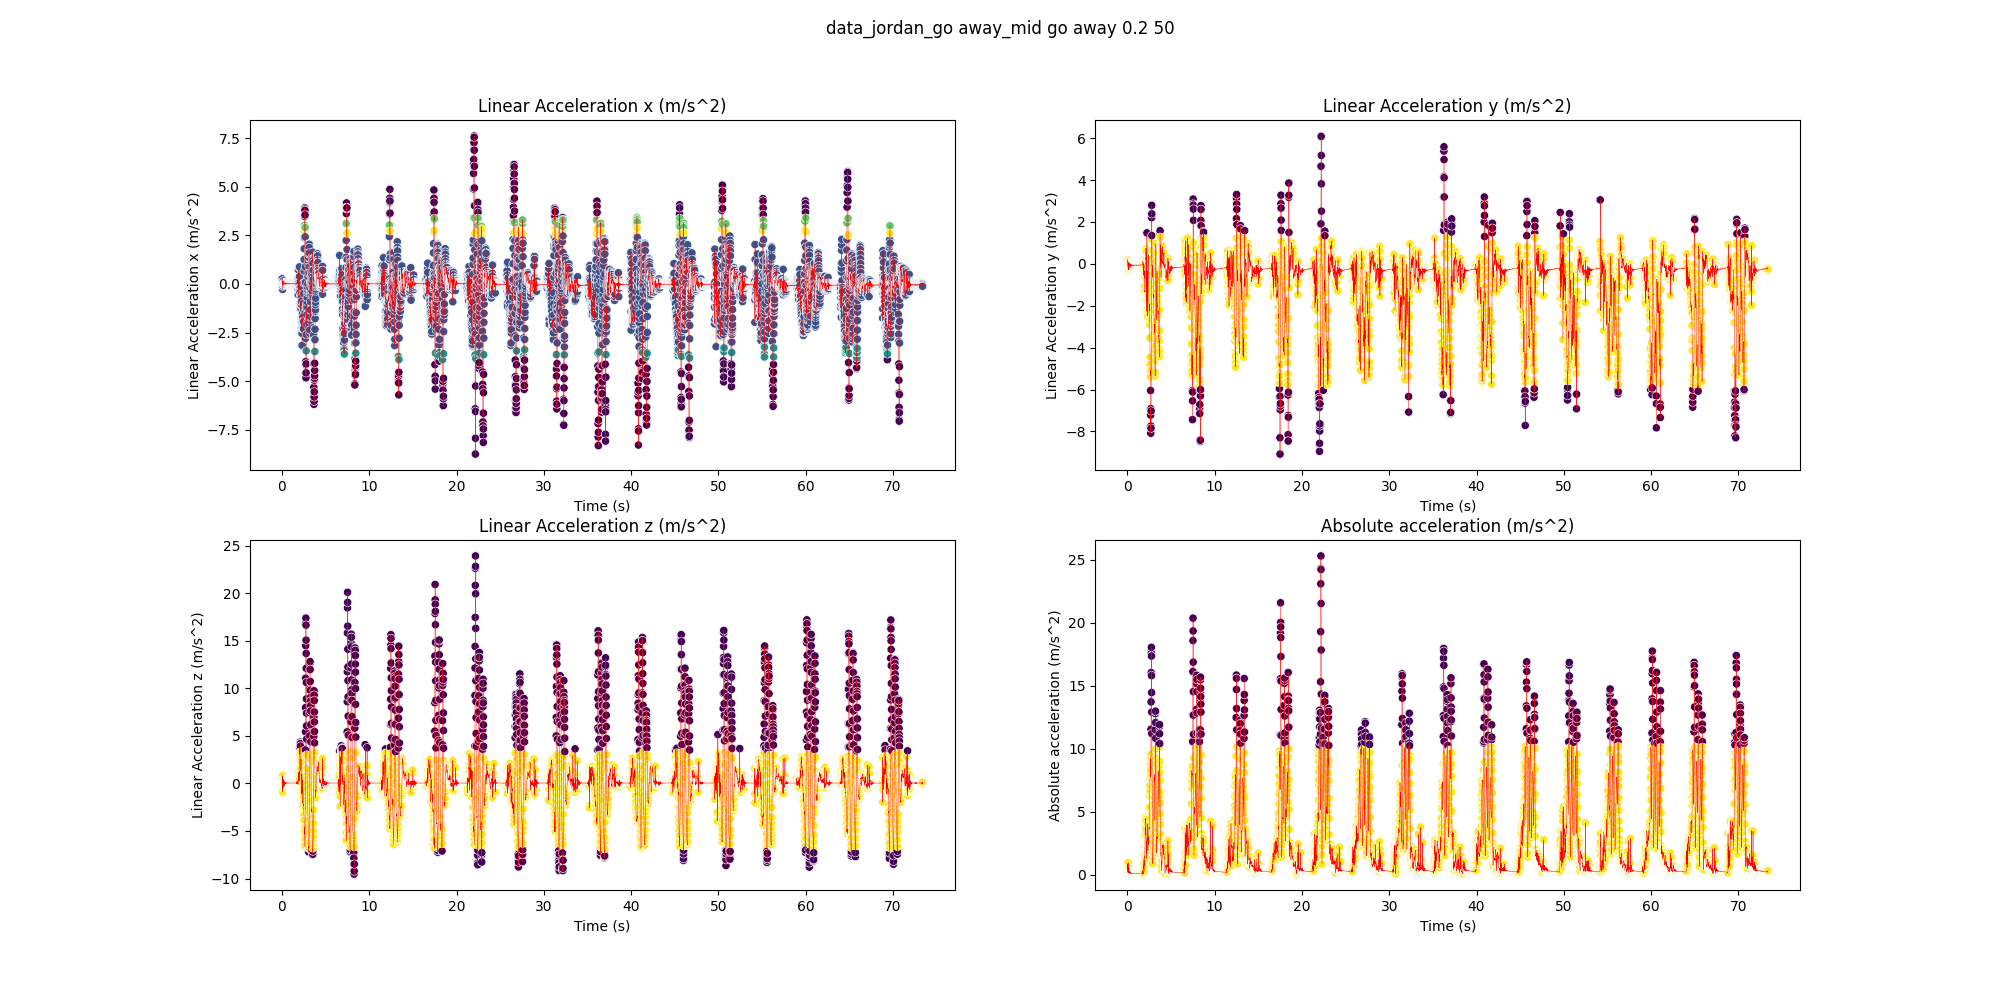 data_jordan_go away_mid go away 0.2 50
Linear Acceleration x (m/s^2)
Linear Acceleration x (m/s^2)
7.5
5.0
2.5
0.0
−2.5
−5.0
−7.5
0 10 20 30 40 50 60 70
Time (s)
Linear Acceleration y (m/s^2)
Linear Acceleration y (m/s^2)
6
4
2
0
−2
−4
−6
−8
0 10 20 30 40 50 60 70
Time (s)
Linear Acceleration z (m/s^2)
Linear Acceleration z (m/s^2)
25
20
15
10
5
0
−5
−10
0 10 20 30 40 50 60 70
Time (s)
Absolute acceleration (m/s^2)
Absolute acceleration (m/s^2)
25
20
15
10
5
0
0 10 20 30 40 50 60 70
Time (s)